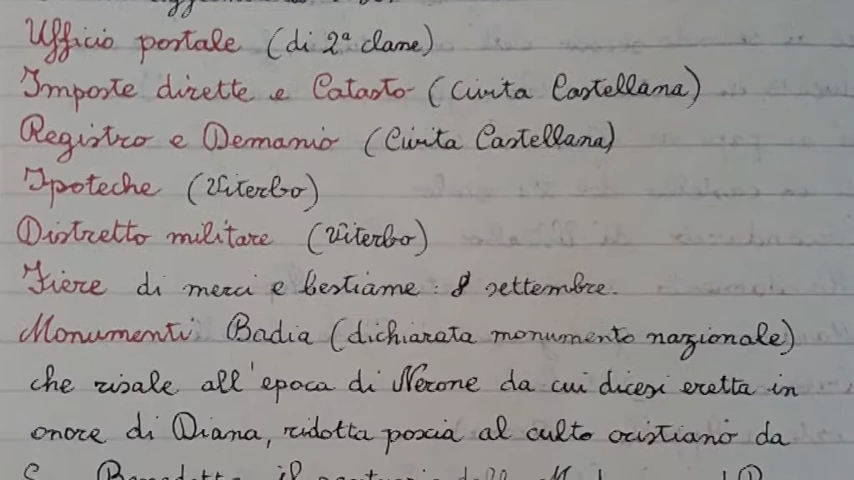 Ufficio postale (di 2ª classe)
Imposte dirette e Catasto (Civita Castellana)
Registro e Demanio (Civita Castellana)
Ipoteche (Viterbo)
Distretto militare (Viterbo)
Fiere di merci e bestiame: 8 settembre.
Monumenti Badia (dichiarata monumento nazionale)
che risale all'epoca di Nerone da cui dicesi eretta in
onore di Diana, ridotta poscia al culto cristiano da
S. Benedetto, il